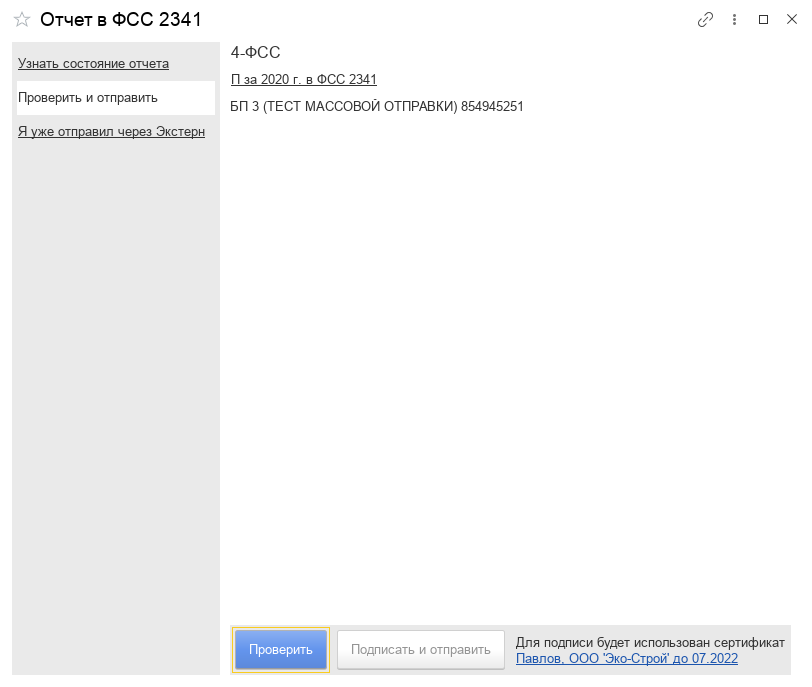 Отчет в ФСС 2341
Узнать состояние отчета
Проверить и отправить
Я уже отправил через Экстерн
4-ФСС
П за 2020 г. в ФСС 2341
БП 3 (ТЕСТ МАССОВОЙ ОТПРАВКИ) 854945251
Проверить
Подписать и отправить
Для подписи будет использован сертификат
Павлов, ООО 'Эко-Строй' до 07.2022